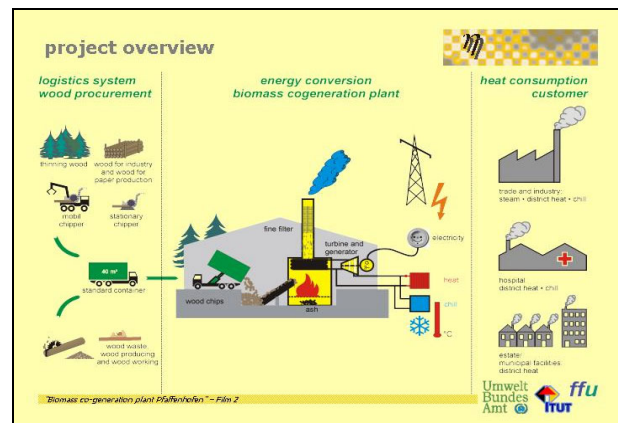 project overview
logistics system
wood procurement
thinning wood
wood for industry
and wood for
paper production
mobil
chipper
stationary
chipper
40 m³
standard container
wood waste,
wood producing
and wood working
energy conversion
biomass cogeneration plant
fine filter
turbine and
generator
electricity
wood chips
ash
heat
chill
°C
heat consumption
customer
trade and industry:
steam • district heat • chill
hospital:
district heat • chill
estate:
municipal facilities:
district heat
"Biomass co-generation plant Pfaffenhofen" – Film 2
Umwelt
Bundes
Amt
ITUT
ffu